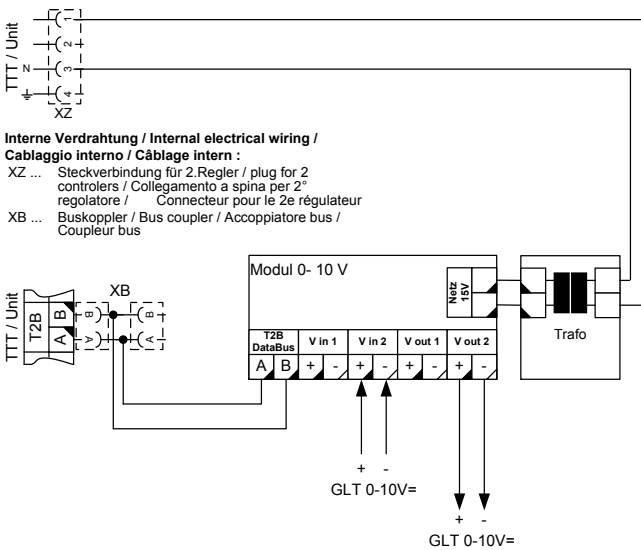 TTT / Unit
1
2
N 3
4
XZ
Interne Verdrahtung / Internal electrical wiring /
Cablaggio interno / Câblage intern :
XZ ... Steckverbindung für 2.Regler / plug for 2
controlers / Collegamento a spina per 2°
regolatore / Connecteur pour le 2e régulateur
XB ... Buskoppler / Bus coupler / Accoppiatore bus /
Coupleur bus
TTT / Unit
T2B
B
A
XB
B B
A A
Modul 0- 10 V
Netz
15V
Trafo
T2B
DataBus
V in 1 V in 2 V out 1 V out 2
A B + - + - + - + -
+ -
GLT 0-10V=
+ -
GLT 0-10V=